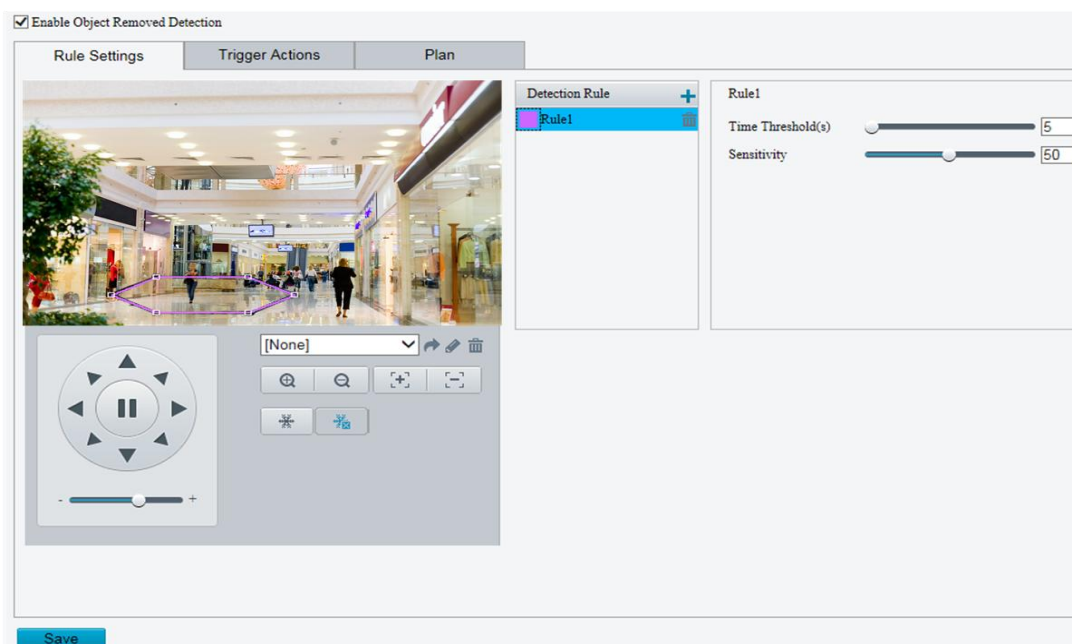 Enable Object Removed Detection
Rule Settings
Trigger Actions
Plan
Detection Rule
Rule1
Rule1
Time Threshold(s)
5
Sensitivity
50
[None]
- +
Save